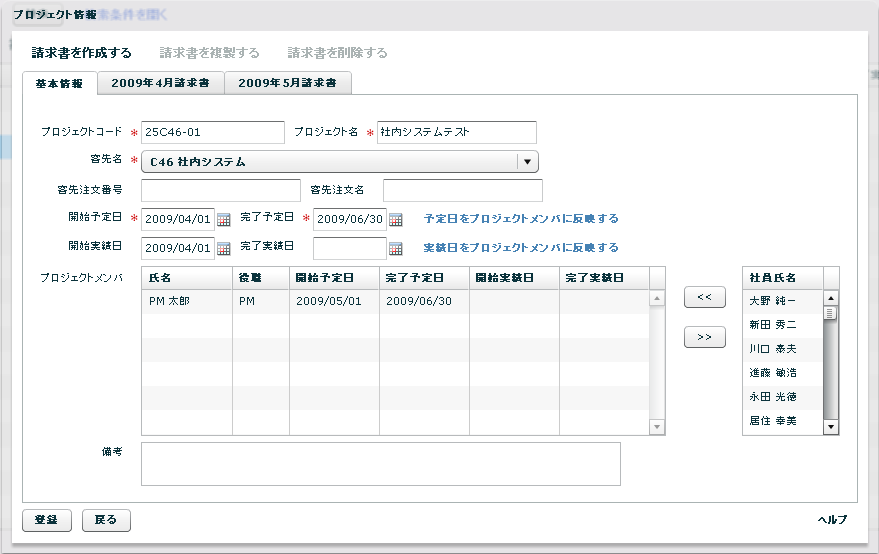 プロジェクト情報
索条件を開く
請求書を作成する 請求書を複製する 請求書を削除する
基本情報 2009年4月請求書 2009年5月請求書
プロジェクトコード * 25C46-01 プロジェクト名 * 社内システムテスト
客先名 * C46 社内システム
客先注文番号 客先注文名
開始予定日 * 2009/04/01 完了予定日 * 2009/06/30 予定日をプロジェクトメンバに反映する
開始実績日 2009/04/01 完了実績日 実績日をプロジェクトメンバに反映する
プロジェクトメンバ 氏名 役職 開始予定日 完了予定日 開始実績日 完了実績日 社員氏名
PM 太郎 PM 2009/05/01 2009/06/30 << 大野 純一
新田 秀二
>> 川口 泰夫
進藤 敏浩
永田 光徳
居住 幸美
備考
登録 戻る ヘルプ